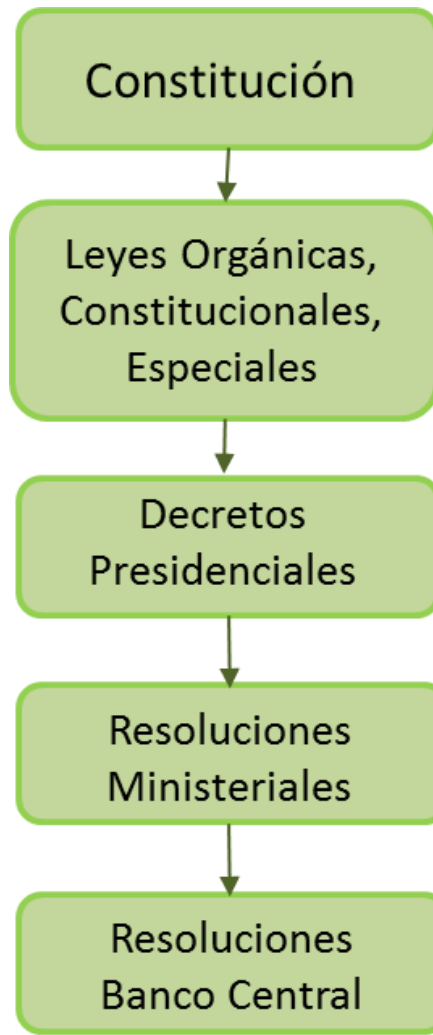 Constitución
Leyes Orgánicas,
Constitucionales,
Especiales
Decretos
Presidenciales
Resoluciones
Ministeriales
Resoluciones
Banco Central